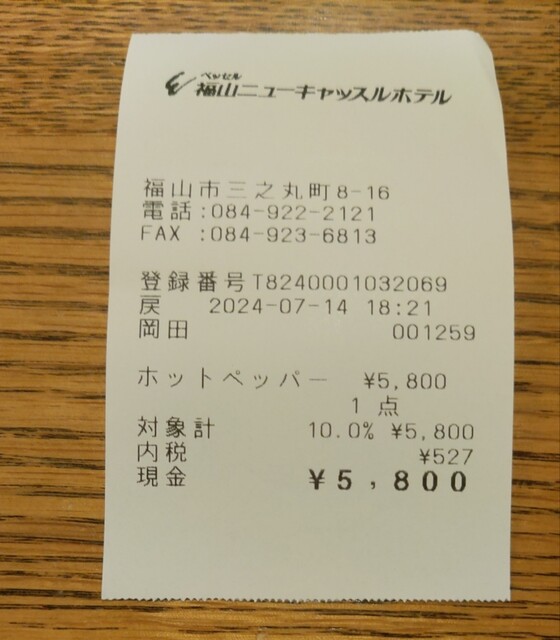 ベッセル
福山ニューキャッスルホテル
福山市三之丸町8-16
電話:084-922-2121
FAX :084-923-6813
登録番号T8240001032069
戻 2024-07-14 18:21
岡田 001259
ホットペッパー ¥5,800
1 点
対象計 10.0% ¥5,800
内税 ¥527
現金 ¥5,800